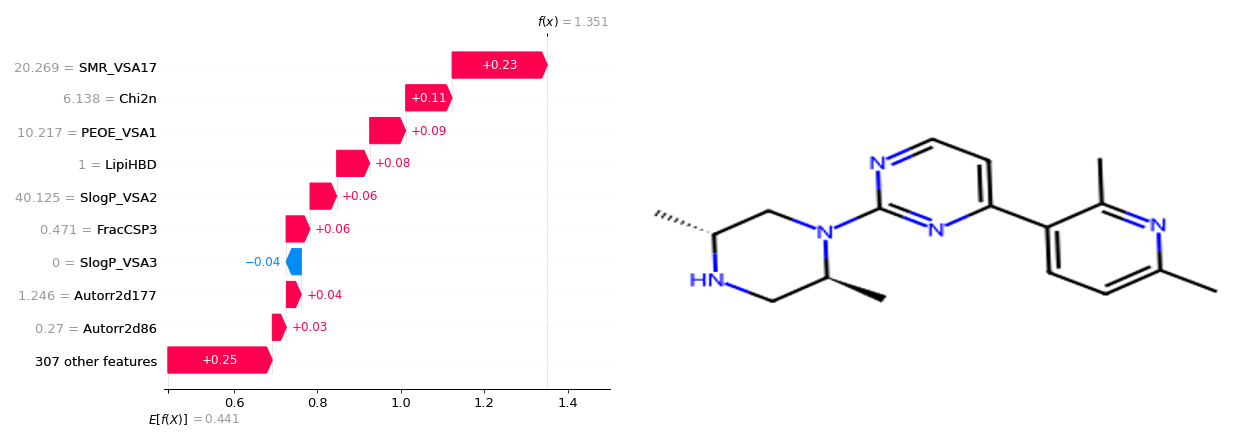 f(x) = 1.351
20.269 = SMR_VSA17
+0.23
6.138 = Chi2n
+0.11
10.217 = PEOE_VSA1
+0.09
1 = LipiHBD
+0.08
40.125 = SlogP_VSA2
+0.06
0.471 = FracCSP3
+0.06
0 = SlogP_VSA3
−0.04
1.246 = Autorr2d177
+0.04
0.27 = Autorr2d86
+0.03
307 other features
+0.25
0.6 0.8 1.0 1.2 1.4
E[f(X)] = 0.441
N
N
N
N
HN